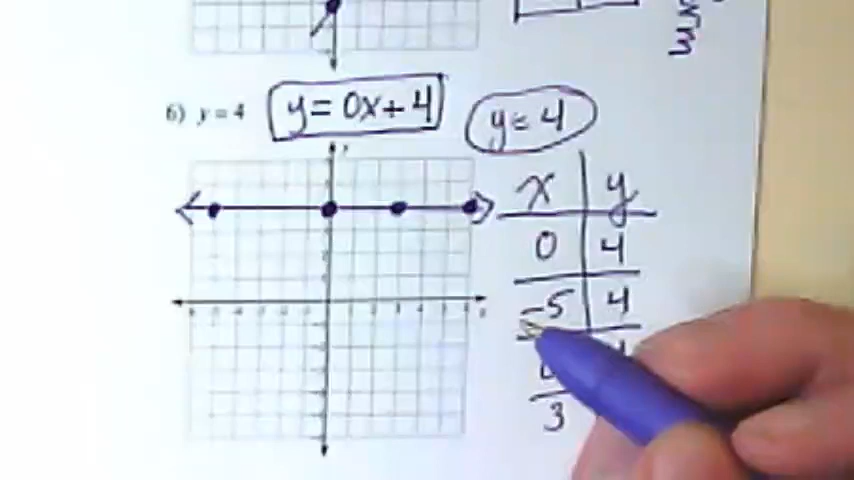 6) y = 4 y = 0x + 4 y = 4
x y
0 4
-5 4
3